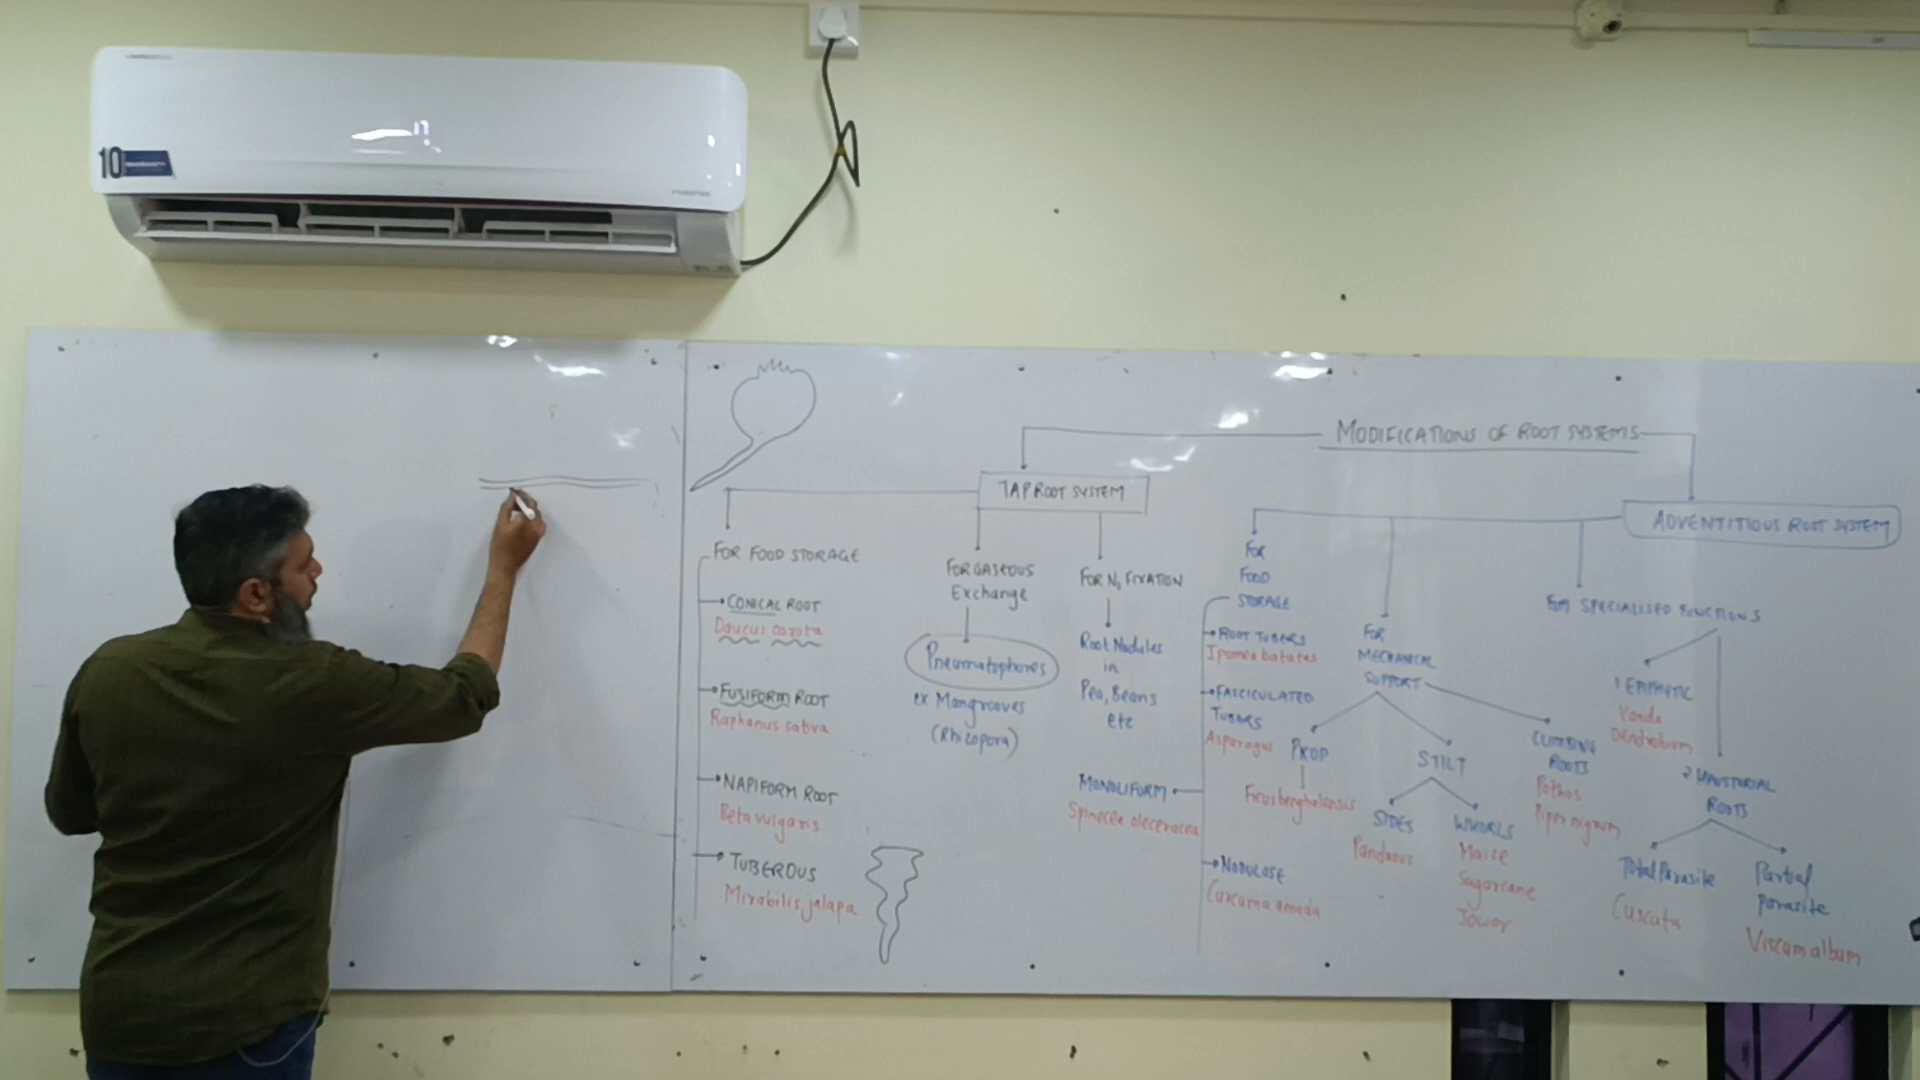 10
MODIFICATIONS OF ROOT SYSTEMS
TAP ROOT SYSTEM
FOR FOOD STORAGE
CONICAL ROOT
Daucus carota
FUSIFORM ROOT
Raphanus sativa
NAPIFORM ROOT
Beta vulgaris
TUBEROUS
Mirabilis jalapa
FOR GASEOUS
Exchange
Pneumatophores
ex Mangrooves
(Rhizopora)
FOR N2 FIXATION
Root Nodules
in
Pea, Beans
etc
ADVENTITIOUS ROOT SYSTEM
FOR
FOOD
STORAGE
ROOT TUBERS
Ipomea batatas
FASCICULATED
TUBERS
Asparagus
MONOLIFORM
Spinecea oleceracea
NODULOSE
Curcuma amada
FOR
MECHANICAL
SUPPORT
PROP
Ficus benghalensis
STILT
SIDES
Pandanus
WHORLS
Maize
Sugarcane
Jowar
CLIMBING
ROOTS
Pothos
Piper nigrum
FOR SPECIALISED FUNCTIONS
1 EPIPHYTIC
Vanda
Dendrobium
2 HAUSTORIAL
ROOTS
Total Parasite
Cuscuta
Partial
parasite
Viscum album